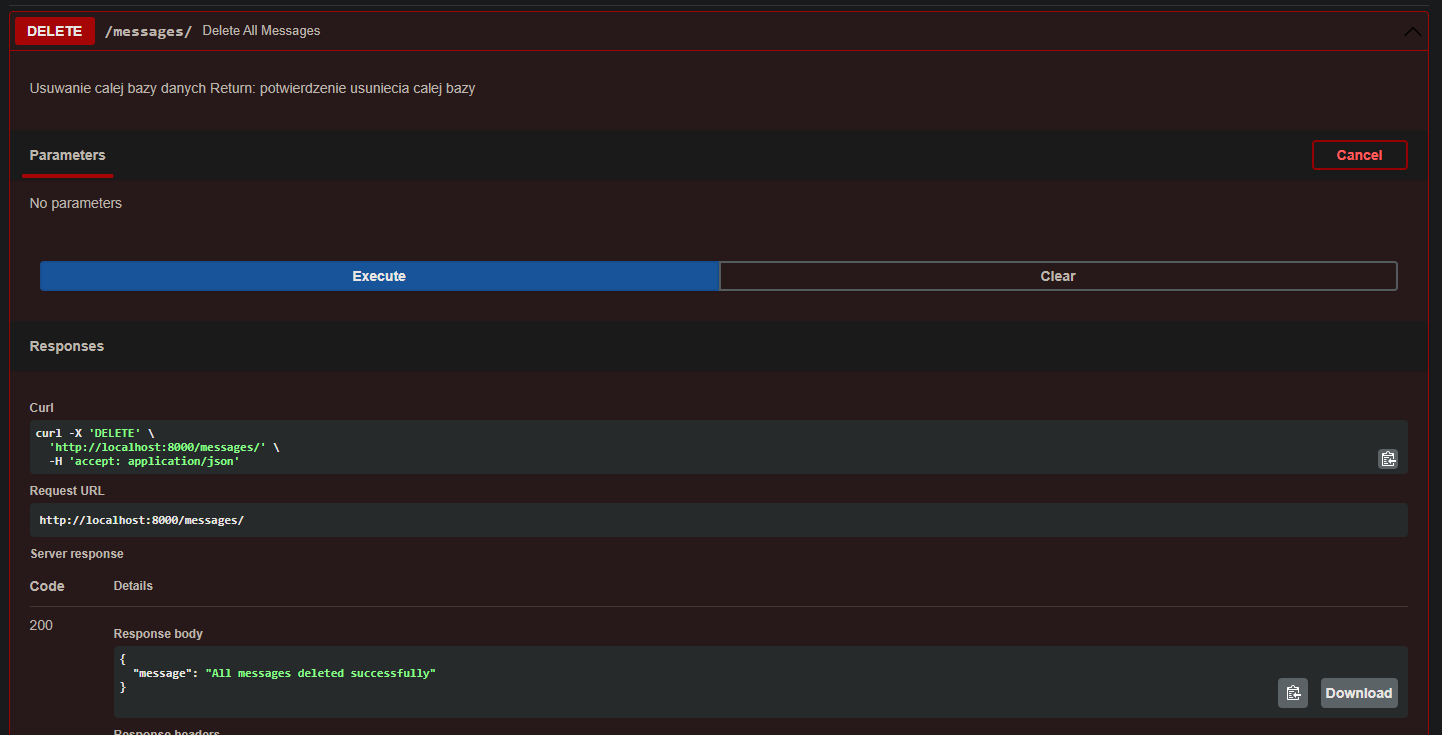 DELETE /messages/ Delete All Messages
Usuwanie calej bazy danych Return: potwierdzenie usuniecia calej bazy
Parameters Cancel
No parameters
Execute Clear
Responses
Curl
curl -X 'DELETE' \
'http://localhost:8000/messages/' \
-H 'accept: application/json'
Request URL
http://localhost:8000/messages/
Server response
Code Details
200
Response body
{
"message": "All messages deleted successfully"
}
Download
Response headers